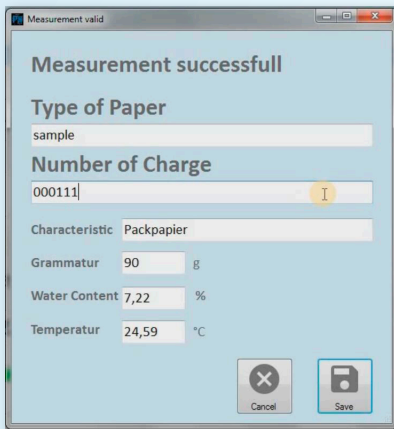 Measurement valid
Measurement successfull
Type of Paper
sample
Number of Charge
000111
Characteristic Packpapier
Grammatur 90 g
Water Content 7,22 %
Temperatur 24,59 °C
Cancel Save